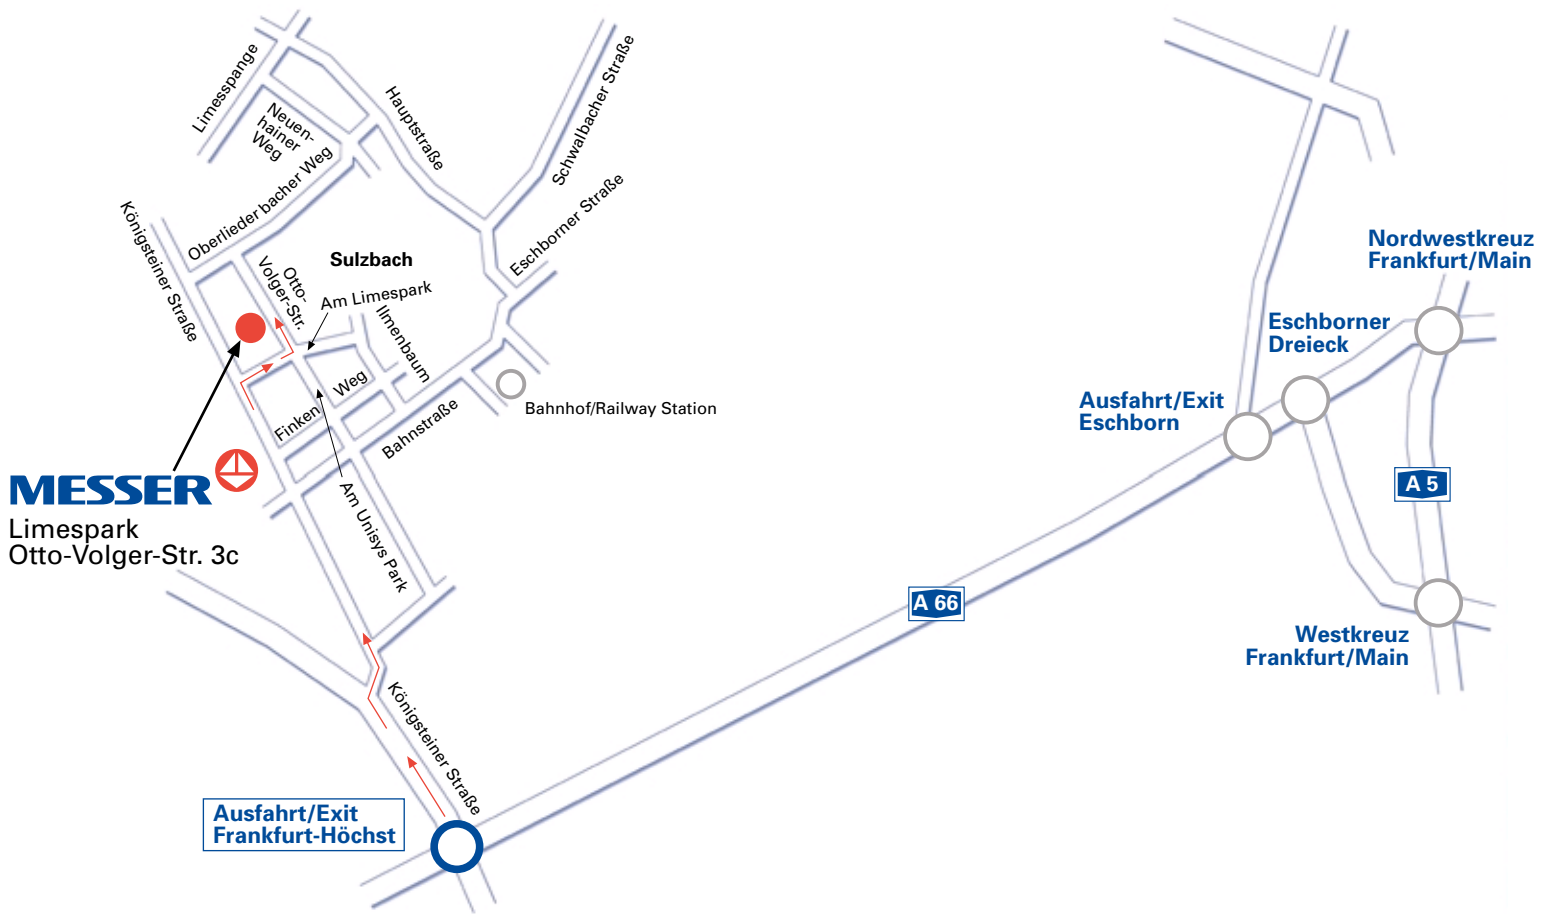 Limesspange
Neuen-
hainer
Weg
Hauptstraße
Schwalbacher Straße
Oberlieder bacher Weg
Königsteiner Straße
Eschborner Straße
Otto-
Volger-Str.
Sulzbach
Am Limespark
Ilmenbaum
Finken Weg
Bahnstraße
Bahnhof/Railway Station
Am Unisys Park
MESSER
Limespark
Otto-Volger-Str. 3c
Königsteiner Straße
Ausfahrt/Exit
Frankfurt-Höchst
A 66
Nordwestkreuz
Frankfurt/Main
Eschborner
Dreieck
Ausfahrt/Exit
Eschborn
A 5
Westkreuz
Frankfurt/Main